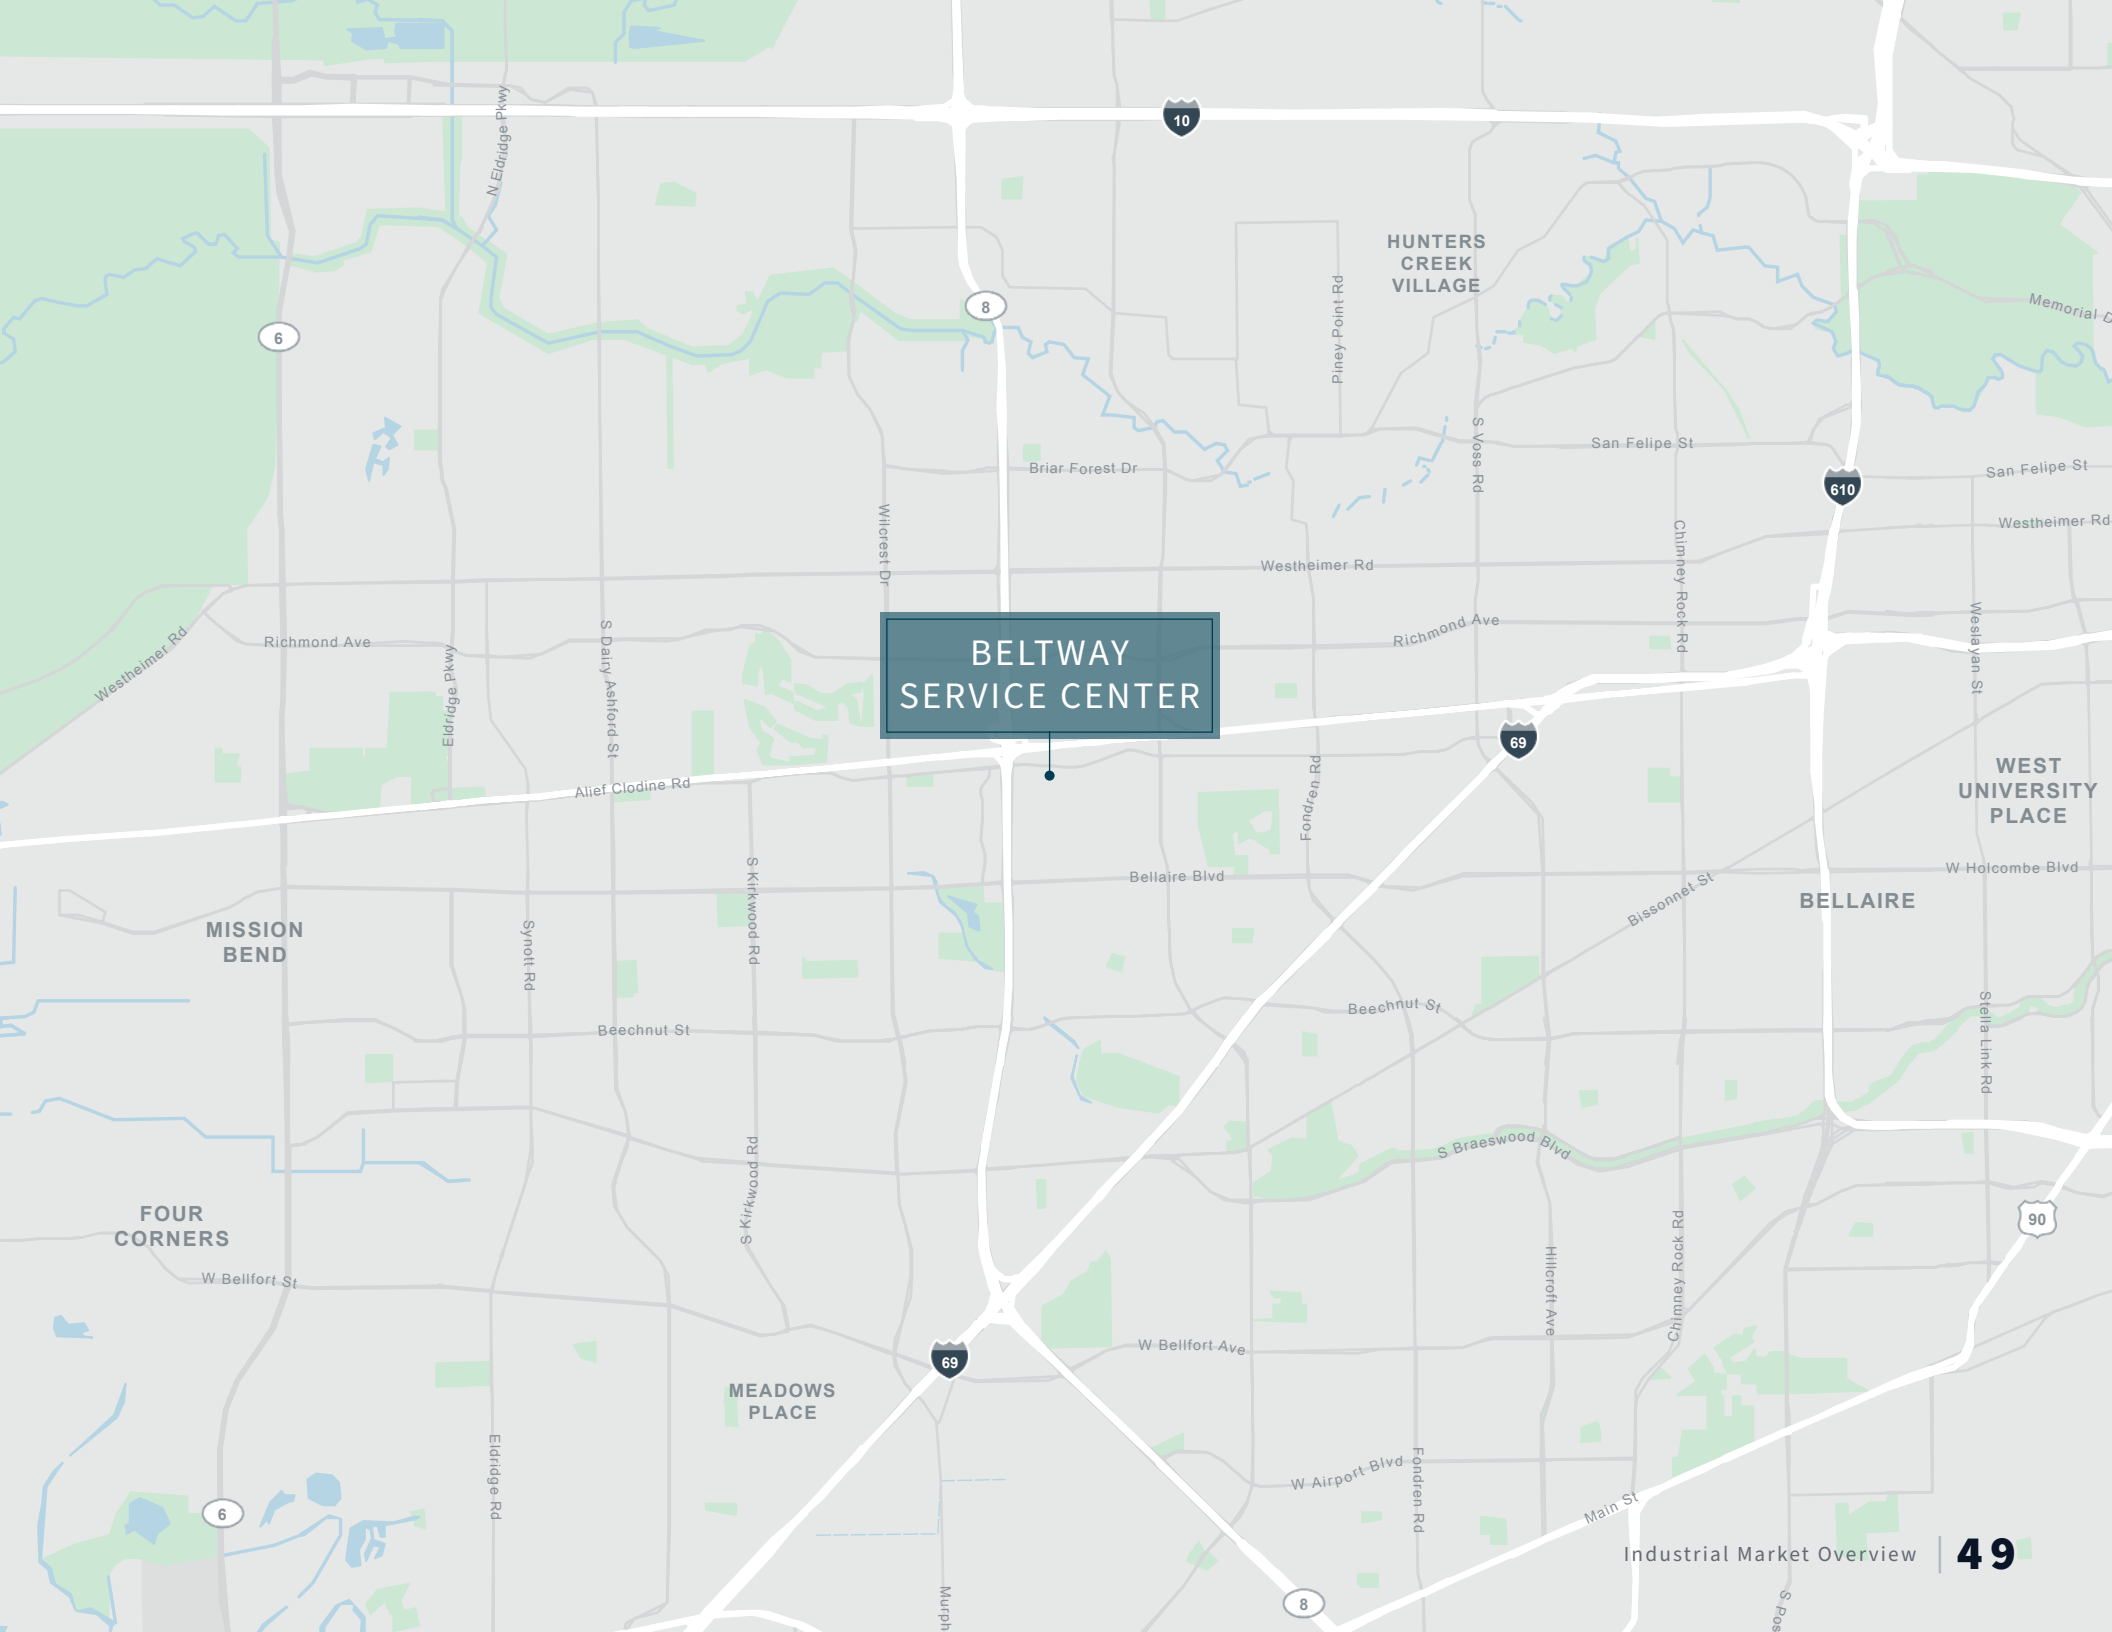 N Eldridge Pkwy
10
HUNTERS
CREEK
VILLAGE
8
6
Piney Point Rd
Memorial D
S Voss Rd
San Felipe St
Briar Forest Dr
San Felipe St
610
Wilcrest Dr
Westheimer Rd
Westheimer Rd
Chimney Rock Rd
Richmond Ave
Westheimer Rd
Eldridge Pkwy
S Dairy Ashford St
BELTWAY
SERVICE CENTER
Richmond Ave
Weslayan St
69
Alief Clodine Rd
Fondren Rd
WEST
UNIVERSITY
PLACE
S Kirkwood Rd
Bellaire Blvd
Bissonnet St
W Holcombe Blvd
BELLAIRE
MISSION
BEND
Synott Rd
Beechnut St
Beechnut St
Stella Link Rd
S Braeswood Blvd
S Kirkwood Rd
FOUR
CORNERS
90
W Bellfort St
Hillcroft Ave
Chimney Rock Rd
W Bellfort Ave
69
MEADOWS
PLACE
Eldridge Rd
W Airport Blvd
Fondren Rd
Main St
6
Industrial Market Overview
49
8
Murph
S Pos